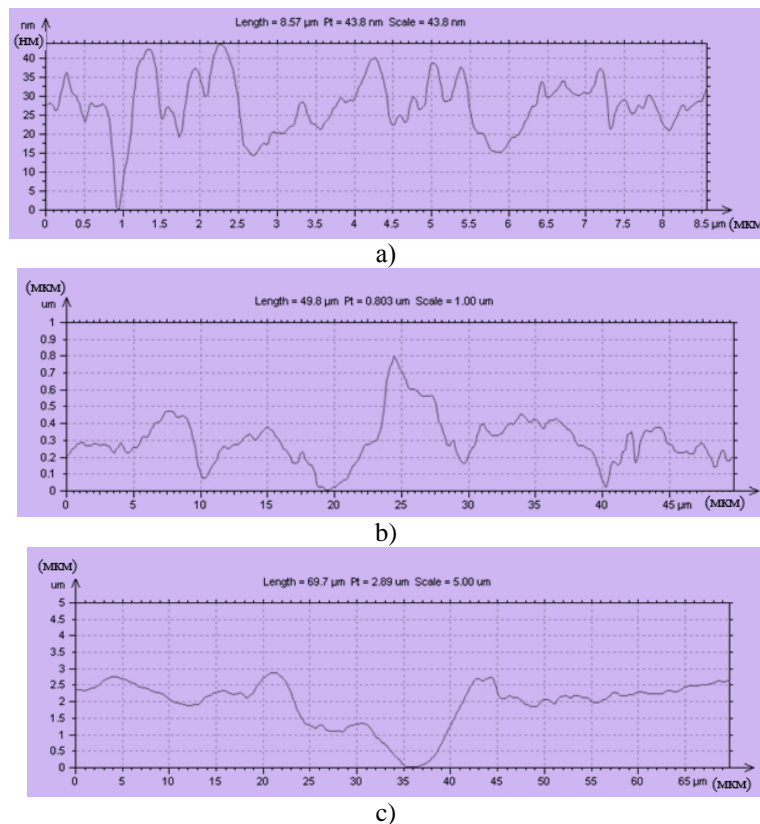 nm
(НМ)
Length = 8.57 µm Pt = 43.8 nm Scale = 43.8 nm
40
35
30
25
20
15
10
5
0
0 0.5 1 1.5 2 2.5 3 3.5 4 4.5 5 5.5 6 6.5 7 7.5 8 8.5 µm (МКМ)
a)
(МКМ)
um
Length = 49.8 µm Pt = 0.803 um Scale = 1.00 um
1
0.9
0.8
0.7
0.6
0.5
0.4
0.3
0.2
0.1
0
0 5 10 15 20 25 30 35 40 45 µm (МКМ)
b)
(МКМ)
um
Length = 69.7 µm Pt = 2.89 um Scale = 5.00 um
5
4.5
4
3.5
3
2.5
2
1.5
1
0.5
0
0 5 10 15 20 25 30 35 40 45 50 55 60 65 µm (МКМ)
c)